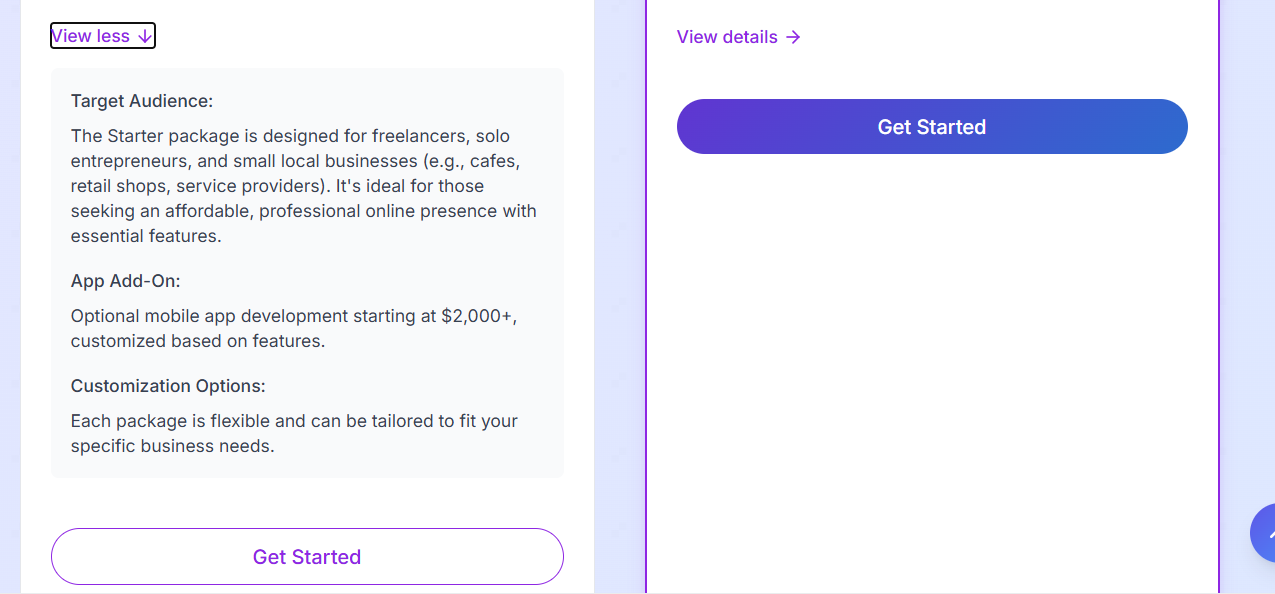 View less ↓
Target Audience:
The Starter package is designed for freelancers, solo
entrepreneurs, and small local businesses (e.g., cafes,
retail shops, service providers). It's ideal for those
seeking an affordable, professional online presence with
essential features.
App Add-On:
Optional mobile app development starting at $2,000+,
customized based on features.
Customization Options:
Each package is flexible and can be tailored to fit your
specific business needs.
Get Started
View details →
Get Started